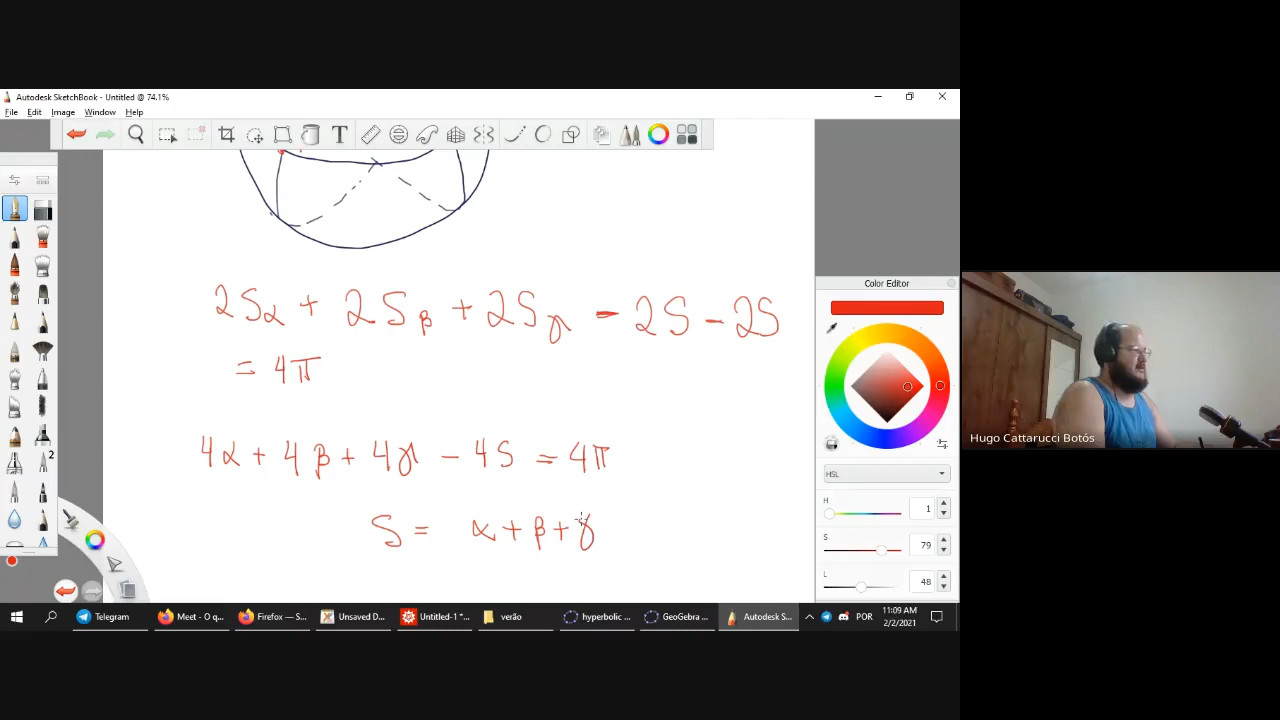 Autodesk SketchBook - Untitled @ 74.1%
File Edit Image Window Help
T
2
Color Editor
2Sα + 2Sβ + 2Sγ - 2S - 2S
= 4π
4α + 4β + 4γ - 4S = 4π
S = α + β + γ
HSL
H 1
S 79
L 48
Hugo Cattarucci Botós
Telegram
Meet - O q...
Firefox — S...
Unsaved D...
Untitled-1 *...
verão
hyperbolic ...
GeoGebra ...
Autodesk S...
POR
11:09 AM
2/2/2021